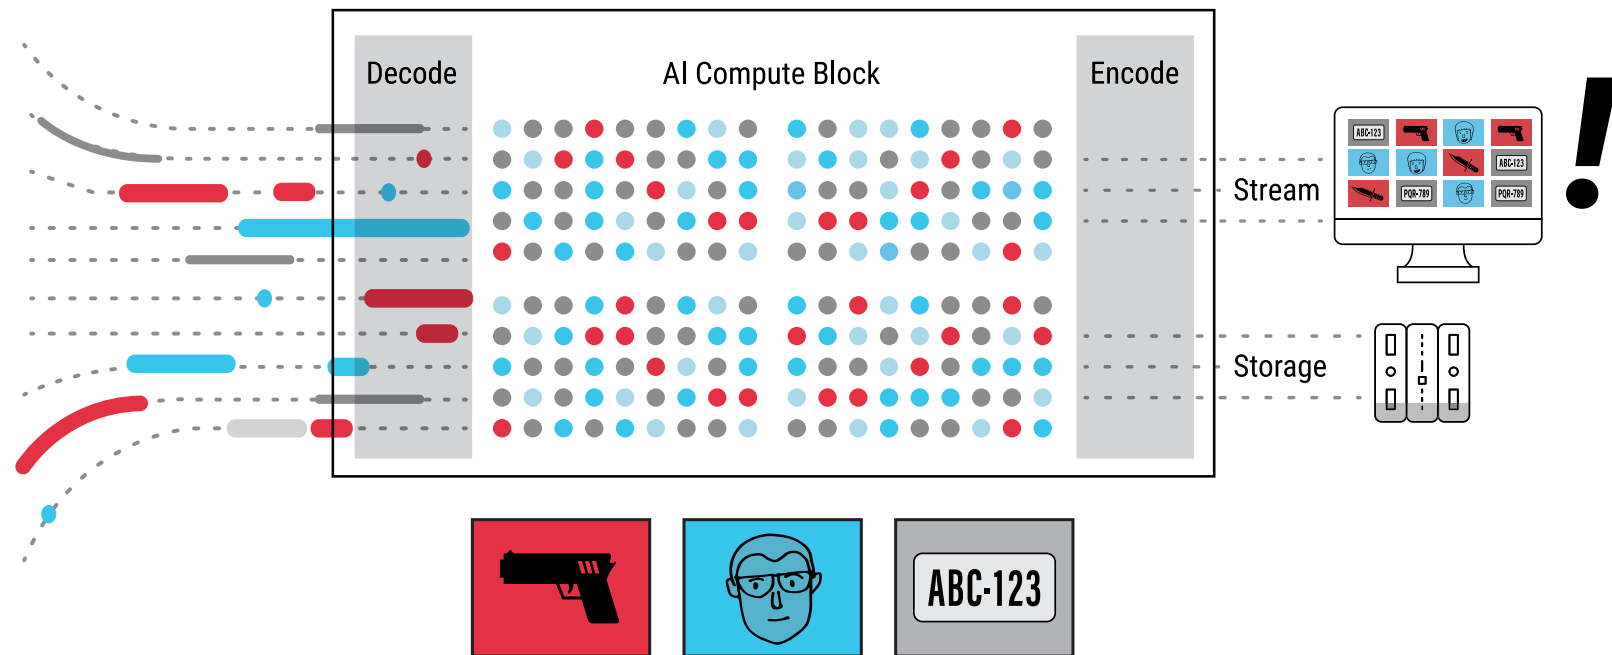 Decode
AI Compute Block
Encode
ABC-123
ABC-123
PQR-789
PQR-789
Stream
Storage
ABC-123